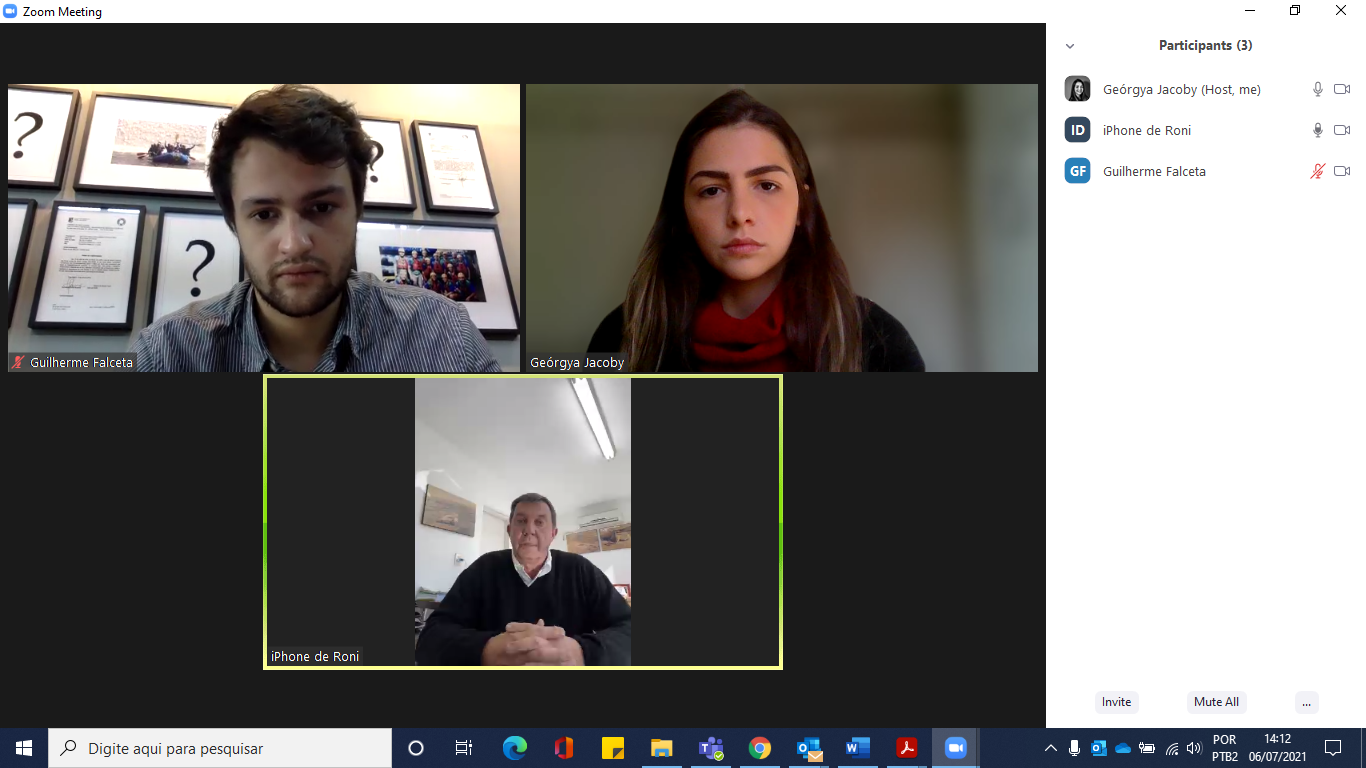 Zoom Meeting
Participants (3)
Geórgya Jacoby (Host, me)
ID
iPhone de Roni
GF
Guilherme Falceta
?
?
?
Guilherme Falceta
Geórgya Jacoby
iPhone de Roni
Invite
Mute All
...
Digite aqui para pesquisar
POR
PTB2
14:12
06/07/2021